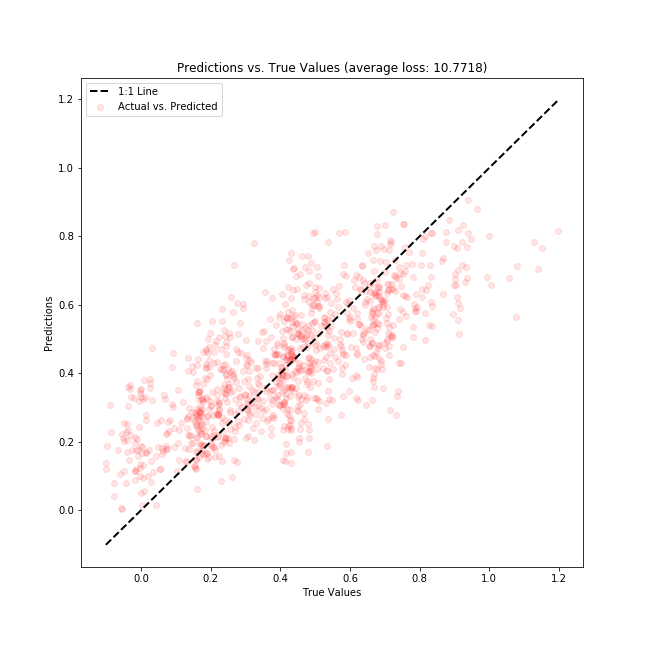 Predictions vs. True Values (average loss: 10.7718)
1:1 Line
Actual vs. Predicted
Predictions
1.2
1.0
0.8
0.6
0.4
0.2
0.0
0.0 0.2 0.4 0.6 0.8 1.0 1.2
True Values